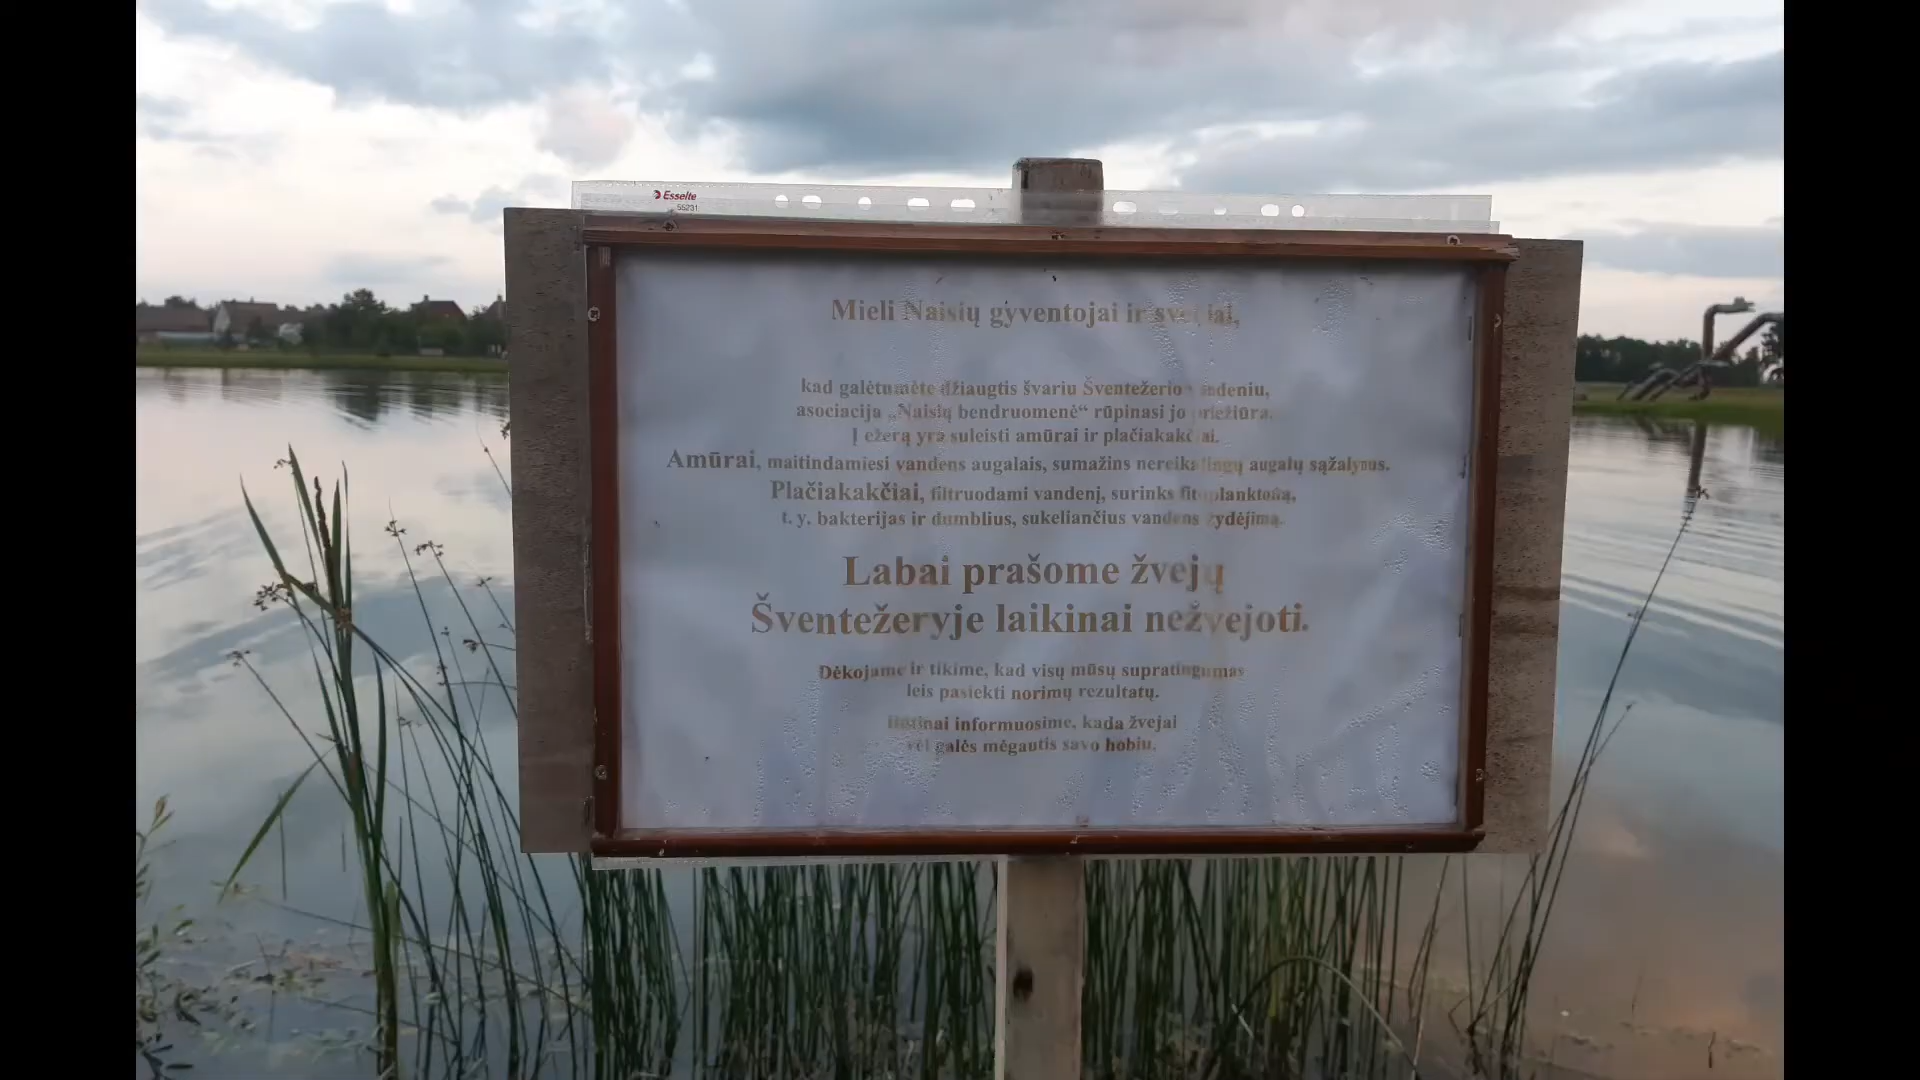 Esselte
55231
Mieli Naisių gyventojai ir svečiai,
kad galėtumėte džiaugtis švariu Šventežerio vandeniu,
asociacija „Naisių bendruomenė“ rūpinasi jo priežiūra.
Į ežerą yra suleisti amūrai ir plačiakakčiai.
Amūrai, maitindamiesi vandens augalais, sumažins nereikalingų augalų sąžalynus.
Plačiakakčiai, filtruodami vandenį, surinks fitoplanktoną,
t. y. bakterijas ir dumblius, sukeliančius vandens žydėjimą.
Labai prašome žvejų
Šventežeryje laikinai nežvejoti.
Dėkojame ir tikime, kad visų mūsų supratingumas
leis pasiekti norimų rezultatų.
Būtinai informuosime, kada žvejai
vėl galės mėgautis savo hobiu.